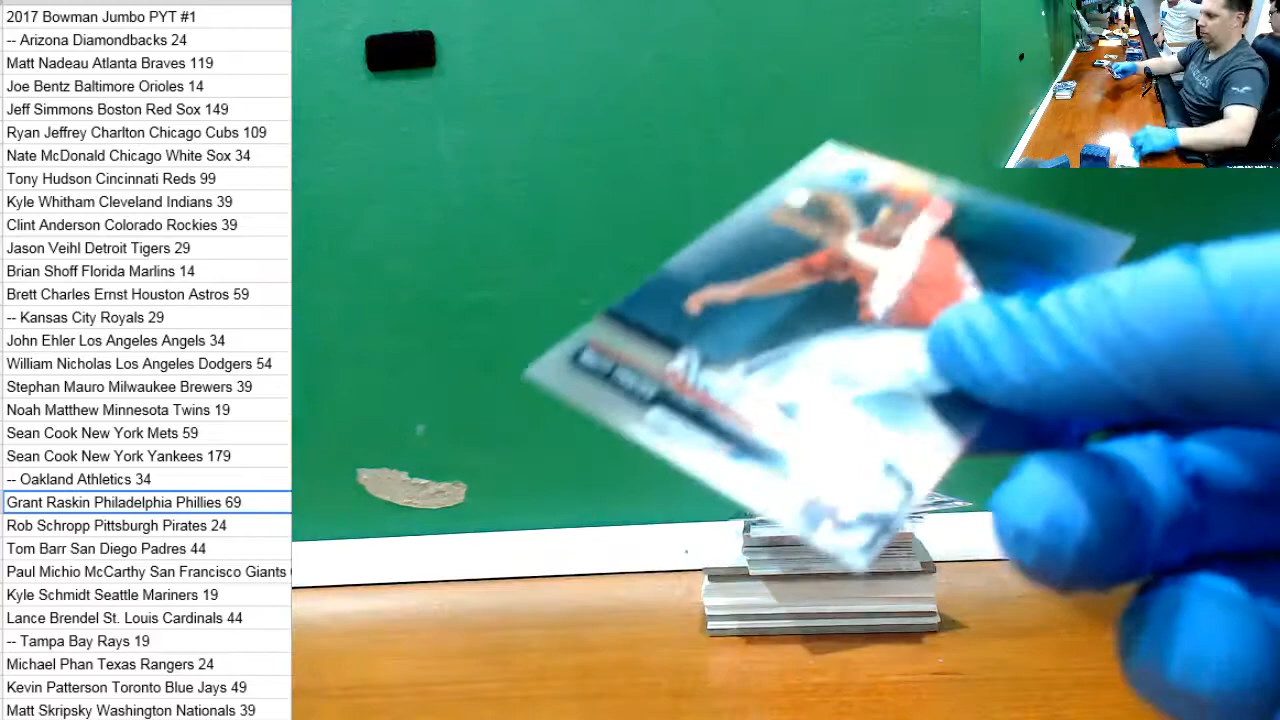 2017 Bowman Jumbo PYT #1
-- Arizona Diamondbacks 24
Matt Nadeau Atlanta Braves 119
Joe Bentz Baltimore Orioles 14
Jeff Simmons Boston Red Sox 149
Ryan Jeffrey Charlton Chicago Cubs 109
Nate McDonald Chicago White Sox 34
Tony Hudson Cincinnati Reds 99
Kyle Whitham Cleveland Indians 39
Clint Anderson Colorado Rockies 39
Jason Veihl Detroit Tigers 29
Brian Shoff Florida Marlins 14
Brett Charles Ernst Houston Astros 59
-- Kansas City Royals 29
John Ehler Los Angeles Angels 34
William Nicholas Los Angeles Dodgers 54
Stephan Mauro Milwaukee Brewers 39
Noah Matthew Minnesota Twins 19
Sean Cook New York Mets 59
Sean Cook New York Yankees 179
-- Oakland Athletics 34
Grant Raskin Philadelphia Phillies 69
Rob Schropp Pittsburgh Pirates 24
Tom Barr San Diego Padres 44
Paul Michio McCarthy San Francisco Giants
Kyle Schmidt Seattle Mariners 19
Lance Brendel St. Louis Cardinals 44
-- Tampa Bay Rays 19
Michael Phan Texas Rangers 24
Kevin Patterson Toronto Blue Jays 49
Matt Skripsky Washington Nationals 39